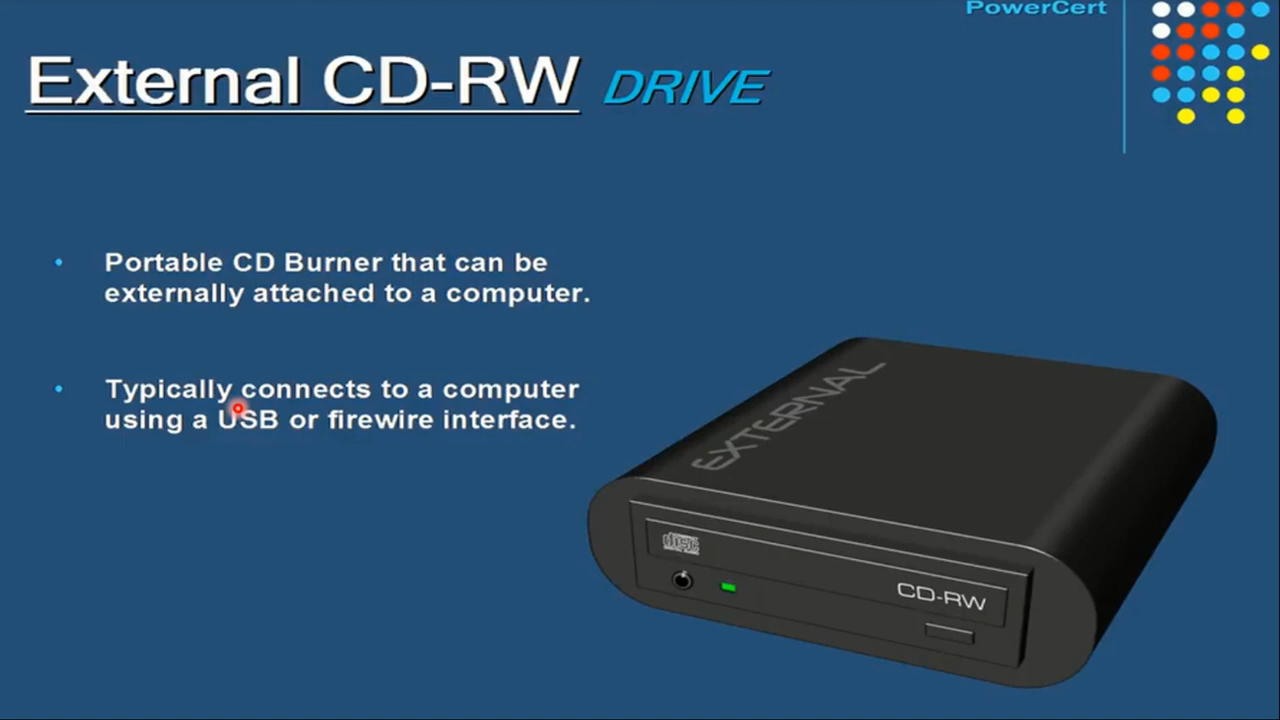 PowerCert
External CD-RW DRIVE
• Portable CD Burner that can be
externally attached to a computer.
• Typically connects to a computer
using a USB or firewire interface.
EXTERNAL
disc
CD-RW